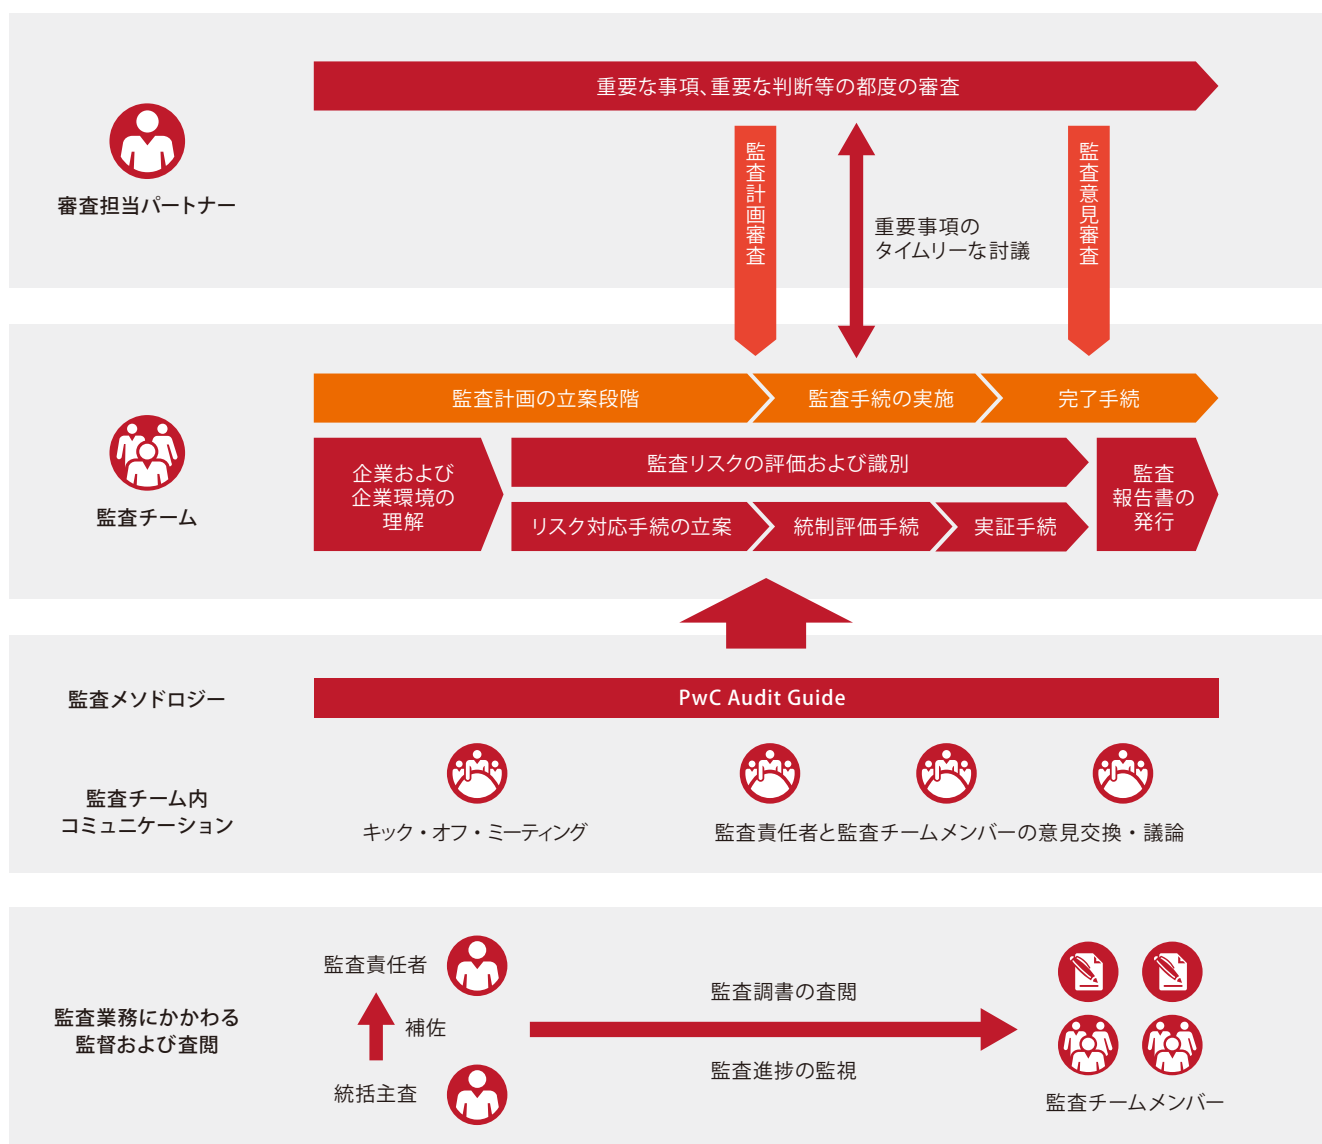 重要な事項、重要な判断等の都度の審査
審査担当パートナー
監査計画審査
重要事項の
タイムリーな討議
監査意見審査
監査計画の立案段階
監査手続の実施
完了手続
監査チーム
企業および
企業環境の
理解
監査リスクの評価および識別
リスク対応手続の立案
統制評価手続
実証手続
監査
報告書の
発行
監査メソドロジー
PwC Audit Guide
監査チーム内
コミュニケーション
キック・オフ・ミーティング
監査責任者と監査チームメンバーの意見交換・議論
監査業務にかかわる
監督および査閲
監査責任者
補佐
統括主査
監査調書の査閲
監査進捗の監視
監査チームメンバー